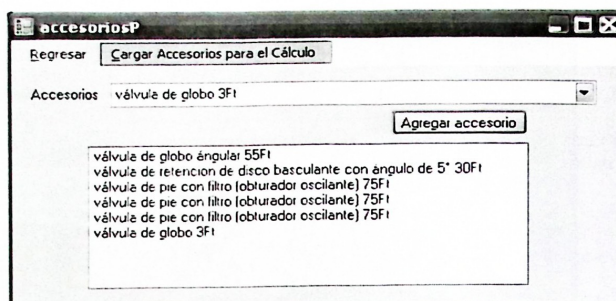 accesoriosP
Regresar Cargar Accesorios para el Cálculo
Accesorios válvula de globo 3Ft
Agregar accesorio
válvula de globo ángular 55Ft
válvula de retencion de disco basculante con ángulo de 5° 30Ft
válvula de pie con filtro (obturador oscilante) 75Ft
válvula de pie con filtro (obturador oscilante) 75Ft
válvula de pie con filtro (obturador oscilante) 75Ft
válvula de globo 3Ft